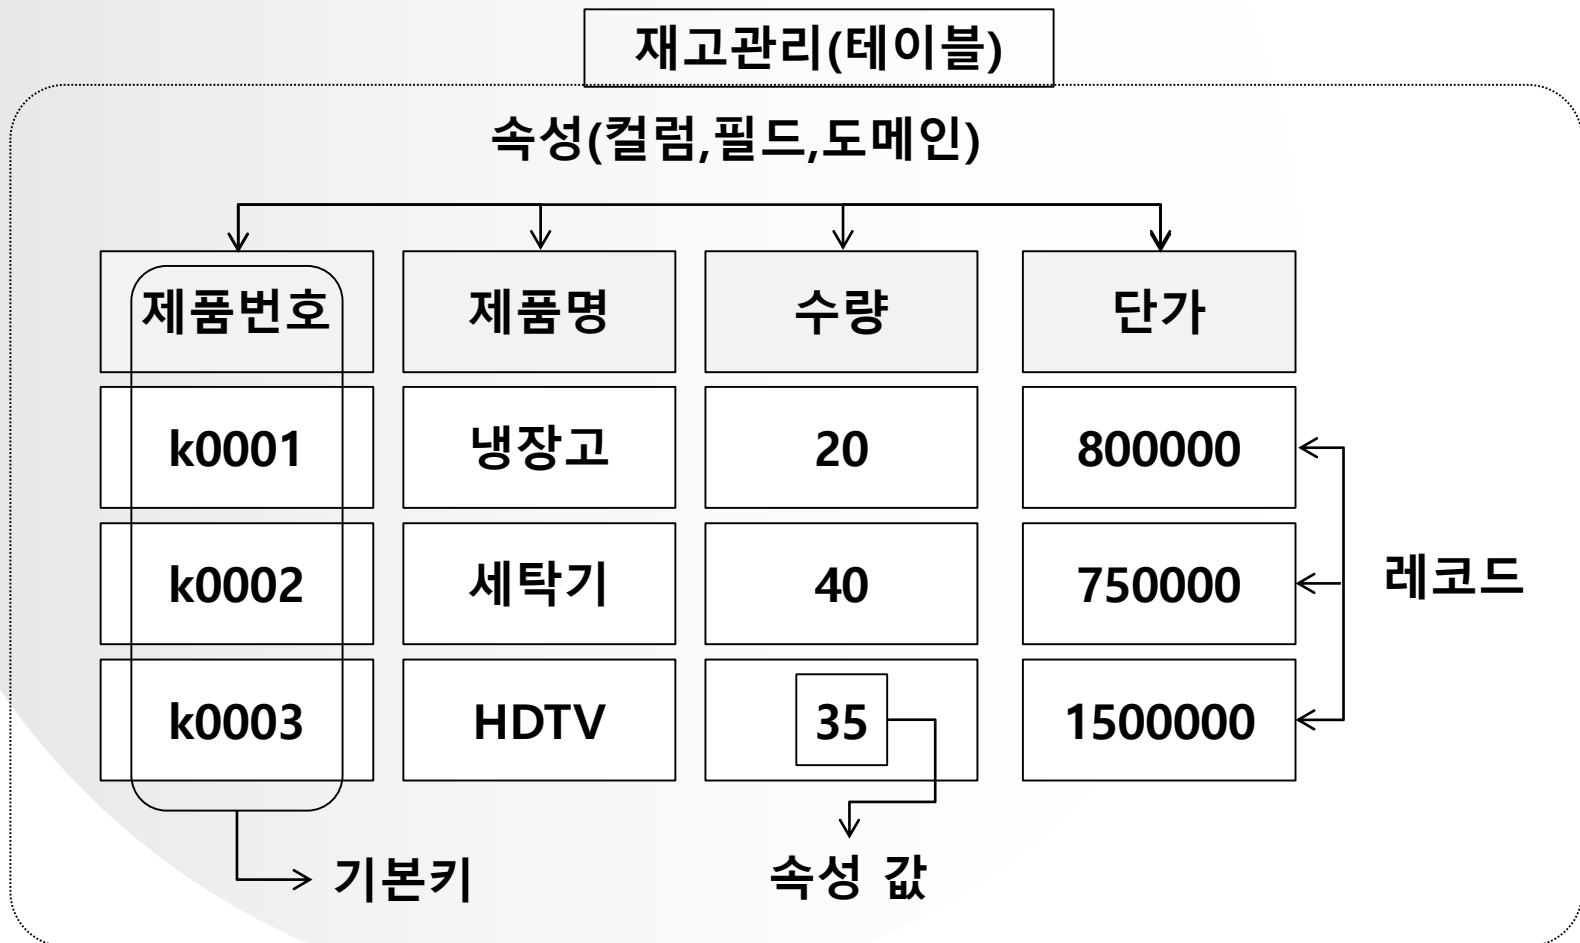 재고관리(테이블)
속성(컬럼,필드,도메인)
제품번호 제품명 수량 단가
k0001 냉장고 20 800000
k0002 세탁기 40 750000
레코드
k0003 HDTV 35 1500000
기본키 속성 값